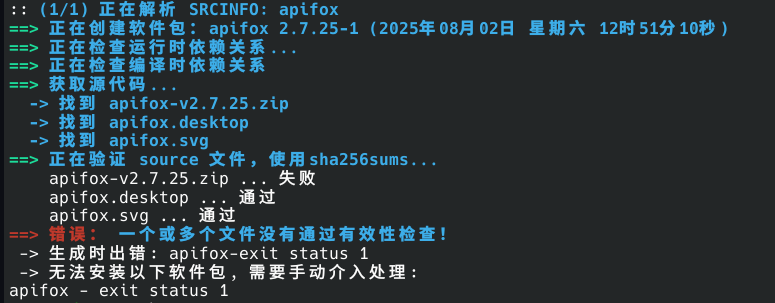 :: (1/1) 正在解析 SRCINFO: apifox
==> 正在创建软件包: apifox 2.7.25-1 (2025年08月02日 星期六 12时51分10秒)
==> 正在检查运行时依赖关系...
==> 正在检查编译时依赖关系
==> 获取源代码...
-> 找到 apifox-v2.7.25.zip
-> 找到 apifox.desktop
-> 找到 apifox.svg
==> 正在验证 source 文件，使用sha256sums...
apifox-v2.7.25.zip ... 失败
apifox.desktop ... 通过
apifox.svg ... 通过
==> 错误： 一个或多个文件没有通过有效性检查！
-> 生成时出错: apifox-exit status 1
-> 无法安装以下软件包，需要手动介入处理：
apifox - exit status 1